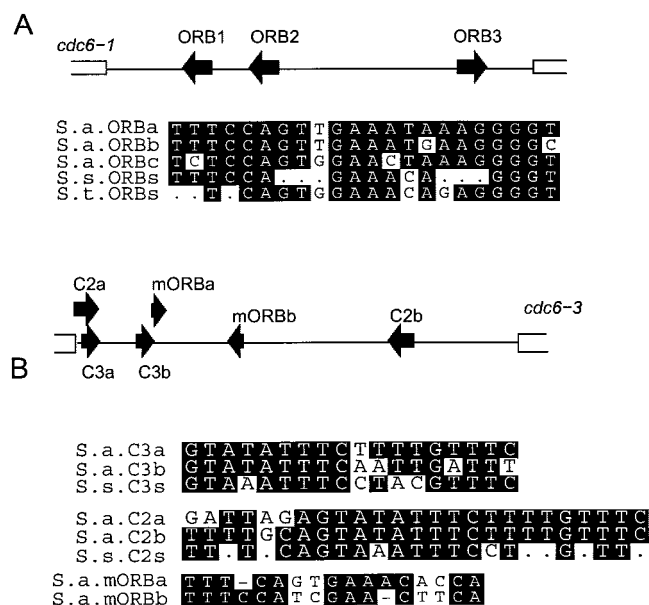 A
cdc6-1 ORB1 ORB2 ORB3
S.a.ORBa TTTCCAGTTGAAATAAAGGGGT
S.a.ORBb TTTCCAGTTGAAATGAAGGGGC
S.a.ORBc TCTCCAGTGGAAACTAAAGGGGT
S.s.ORBs TTTCCA...GAAACA...GGGGT
S.t.ORBs ..T.CAGTGGAAACAGAGGGGT
C2a mORBa mORBb C2b cdc6-3
B
C3a C3b
S.a.C3a GTATATTTCTTTTGTTTC
S.a.C3b GTATATTTCAATTGATTT
S.s.C3s GTAAATTTCCTACGTTTC
S.a.C2a GATTAGAGTATATTTCTTTTGTTTC
S.a.C2b TTTTGCAGTATATTTCTTTTGTTTC
S.s.C2s TT.T.CAGTAAATTTCCT..G.TT.
S.a.mORBa TTT-CAGTGAAACACCA
S.a.mORBb TTTCCATCGAA-CTTCA